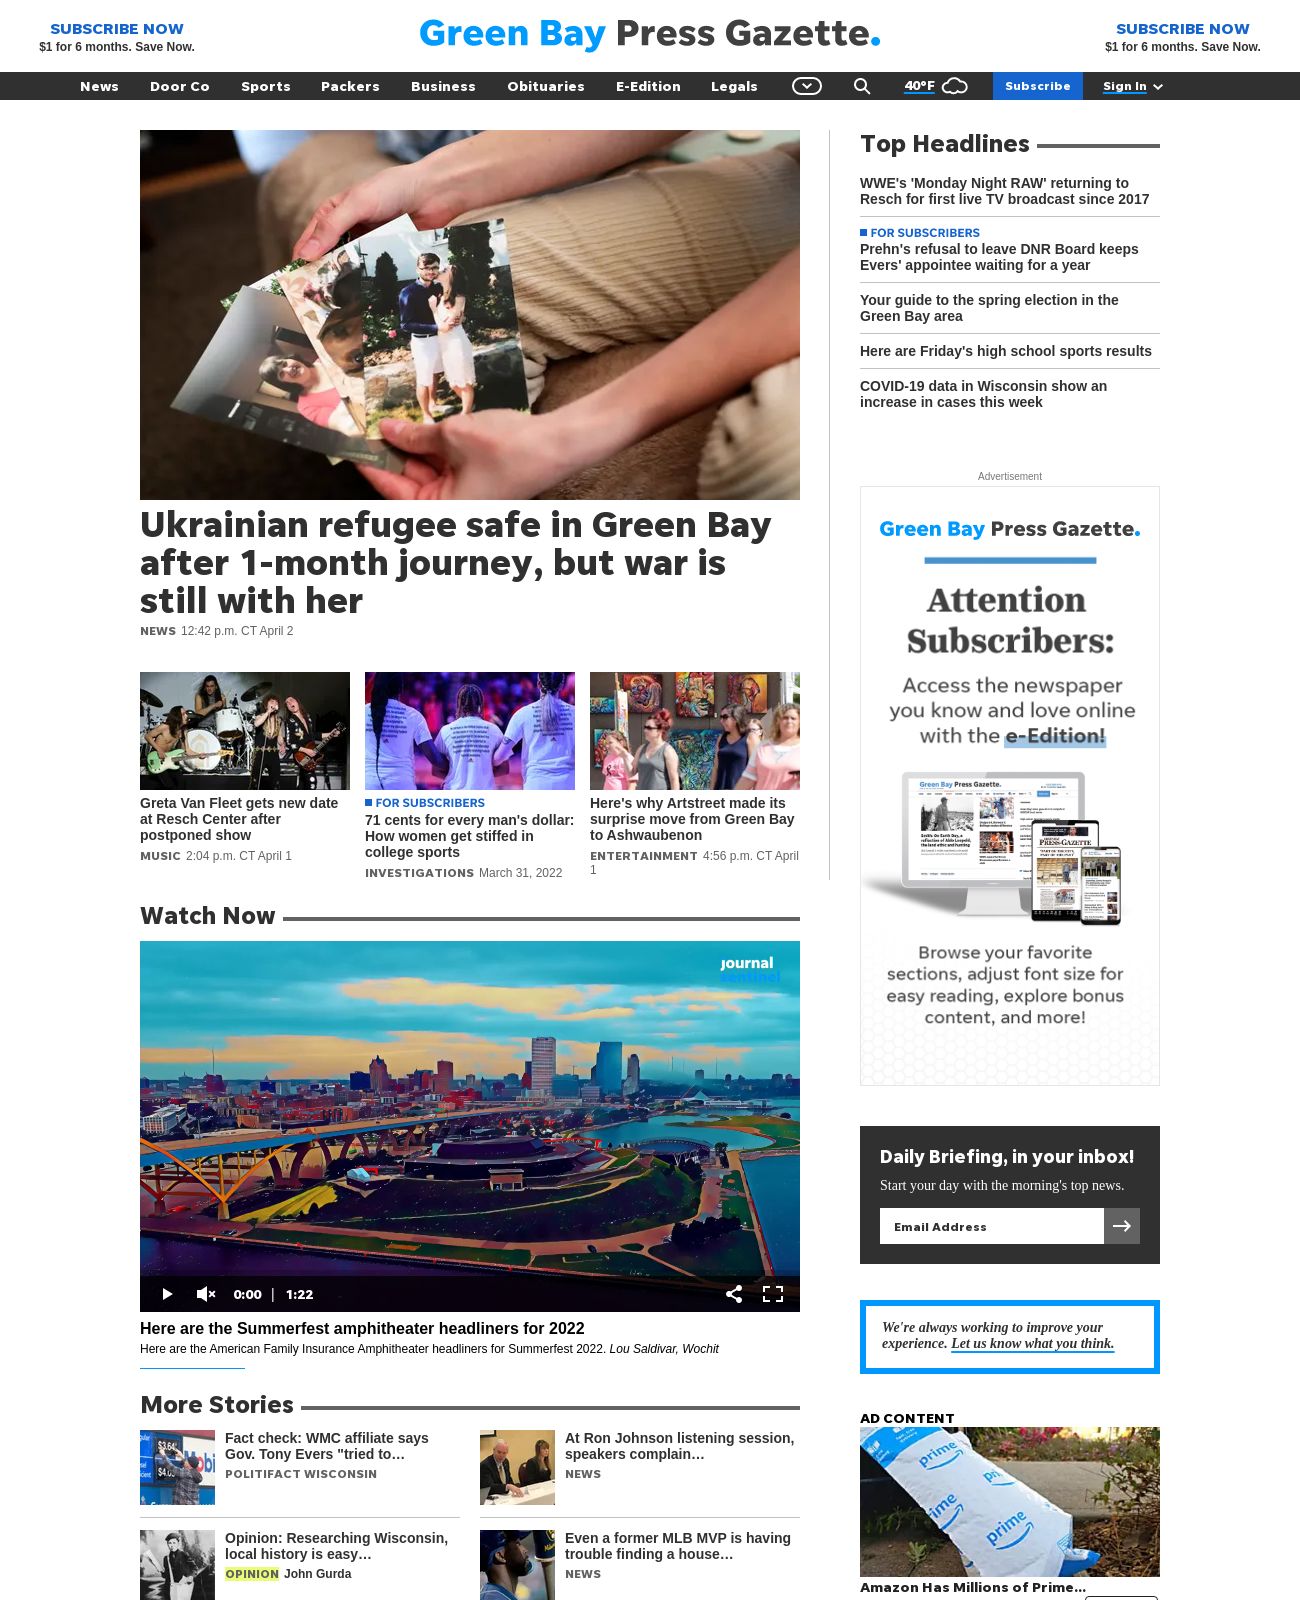 SUBSCRIBE NOW
$1 for 6 months. Save Now.
Green Bay Press Gazette.
SUBSCRIBE NOW
$1 for 6 months. Save Now.
News Door Co Sports Packers Business Obituaries E-Edition Legals 40°F Subscribe Sign In
Ukrainian refugee safe in Green Bay
after 1-month journey, but war is
still with her
NEWS 12:42 p.m. CT April 2
Greta Van Fleet gets new date
at Resch Center after
postponed show
MUSIC 2:04 p.m. CT April 1
FOR SUBSCRIBERS
71 cents for every man's dollar:
How women get stiffed in
college sports
INVESTIGATIONS March 31, 2022
Here's why Artstreet made its
surprise move from Green Bay
to Ashwaubenon
ENTERTAINMENT 4:56 p.m. CT April
1
Watch Now
journal
sentinel
0:00 | 1:22
Here are the Summerfest amphitheater headliners for 2022
Here are the American Family Insurance Amphitheater headliners for Summerfest 2022. Lou Saldivar, Wochit
More Stories
Fact check: WMC affiliate says
Gov. Tony Evers "tried to…
POLITIFACT WISCONSIN
At Ron Johnson listening session,
speakers complain…
NEWS
Opinion: Researching Wisconsin,
local history is easy…
OPINION John Gurda
Even a former MLB MVP is having
trouble finding a house…
NEWS
Top Headlines
WWE's 'Monday Night RAW' returning to
Resch for first live TV broadcast since 2017
FOR SUBSCRIBERS
Prehn's refusal to leave DNR Board keeps
Evers' appointee waiting for a year
Your guide to the spring election in the
Green Bay area
Here are Friday's high school sports results
COVID-19 data in Wisconsin show an
increase in cases this week
Advertisement
Green Bay Press Gazette.
Attention
Subscribers:
Access the newspaper
you know and love online
with the e-Edition!
Green Bay Press Gazette.
PRESS-GAZETTE
Browse your favorite
sections, adjust font size for
easy reading, explore bonus
content, and more!
Daily Briefing, in your inbox!
Start your day with the morning's top news.
Email Address
We're always working to improve your
experience. Let us know what you think.
AD CONTENT
prime
prime
prime
prime
Amazon Has Millions of Prime...